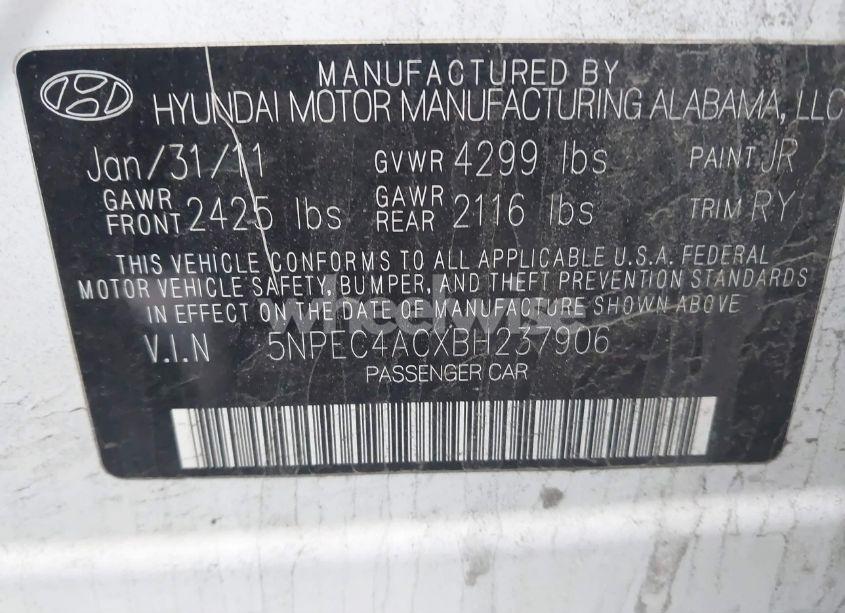 MANUFACTURED BY
HYUNDAI MOTOR MANUFACTURING ALABAMA, LLC
Jan/31/11 GVWR 4299 lbs PAINT JR
GAWR FRONT 2425 lbs GAWR REAR 2116 lbs TRIM RY
THIS VEHICLE CONFORMS TO ALL APPLICABLE U.S.A. FEDERAL
MOTOR VEHICLE SAFETY, BUMPER, AND THEFT PREVENTION STANDARDS
IN EFFECT ON THE DATE OF MANUFACTURE SHOWN ABOVE
wheelwise
V.I.N 5NPEC4ACXBH237906
PASSENGER CAR